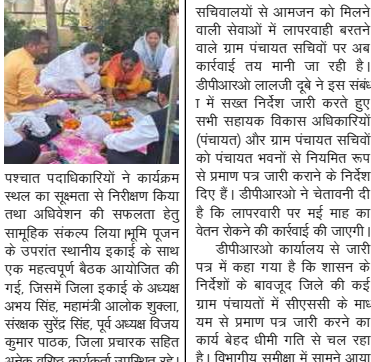 पश्चात पदाधिकारियों ने कार्यक्रम
स्थल का सूक्ष्मता से निरीक्षण किया
तथा अधिवेशन की सफलता हेतु
सामूहिक संकल्प लिया।भूमि पूजन
के उपरांत स्थानीय इकाई के साथ
एक महत्वपूर्ण बैठक आयोजित की
गई, जिसमें जिला इकाई के अध्यक्ष
अभय सिंह, महामंत्री आलोक शुक्ला,
संरक्षक सुरेंद्र सिंह, पूर्व अध्यक्ष विजय
कुमार पाठक, जिला प्रचारक सहित
अनेक वरिष्ठ कार्यकर्ता उपस्थित रहे।
सचिवालयों से आमजन को मिलने
वाली सेवाओं में लापरवाही बरतने
वाले ग्राम पंचायत सचिवों पर अब
कार्रवाई तय मानी जा रही है।
डीपीआरओ लालजी दूबे ने इस संबंध
ा में सख्त निर्देश जारी करते हुए
सभी सहायक विकास अधिकारियों
(पंचायत) और ग्राम पंचायत सचिवों
को पंचायत भवनों से नियमित रूप
से प्रमाण पत्र जारी कराने के निर्देश
दिए हैं। डीपीआरओ ने चेतावनी दी
है कि लापरवारी पर मई माह का
वेतन रोकने की कार्रवाई की जाएगी।
डीपीआरओ कार्यालय से जारी
पत्र में कहा गया है कि शासन के
निर्देशों के बावजूद जिले की कई
ग्राम पंचायतों में सीएससी के माध
यम से प्रमाण पत्र जारी करने का
कार्य बेहद धीमी गति से चल रहा
है। विभागीय समीक्षा में सामने आया